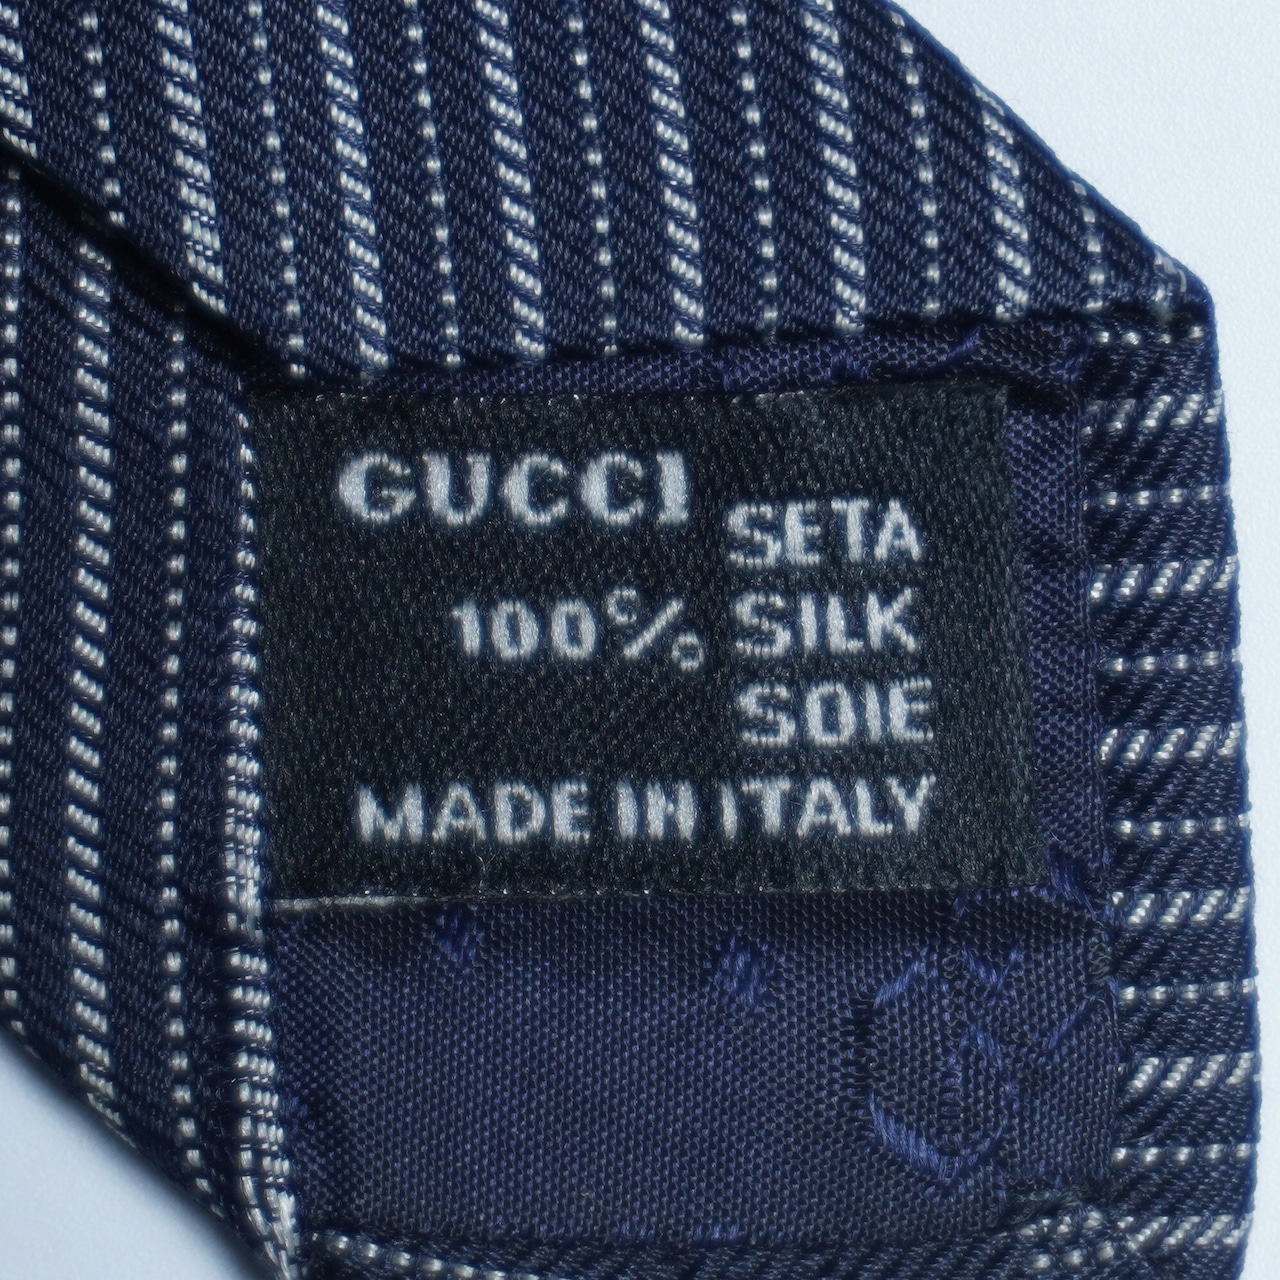 GUCCI
SETA
100% SILK
SOIE
MADE IN ITALY